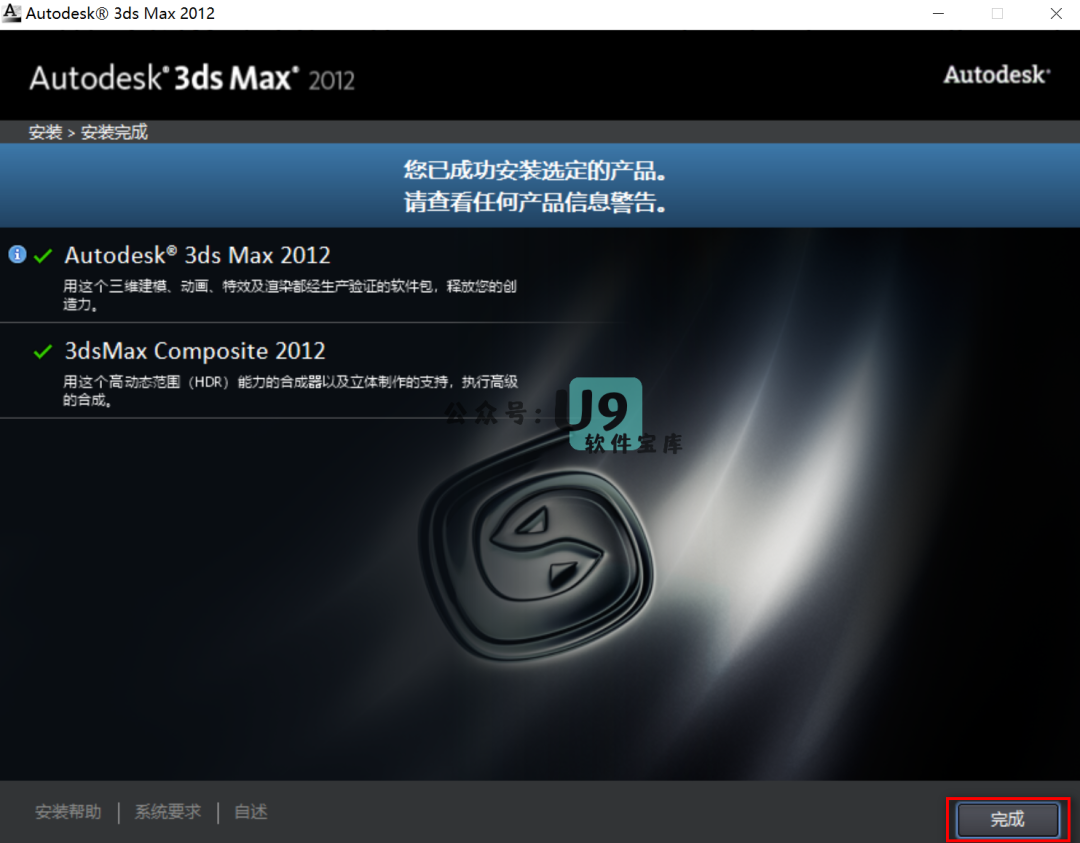 Autodesk® 3ds Max 2012
Autodesk® 3ds Max® 2012
Autodesk®
安装 > 安装完成
您已成功安装选定的产品。
请查看任何产品信息警告。
Autodesk® 3ds Max 2012
用这个三维建模、动画、特效及渲染都经生产验证的软件包，释放您的创
造力。
3dsMax Composite 2012
用这个高动态范围（HDR）能力的合成器以及立体制作的支持，执行高级
的合成。
公众号：U9
软件宝库
安装帮助 | 系统要求 | 自述
完成